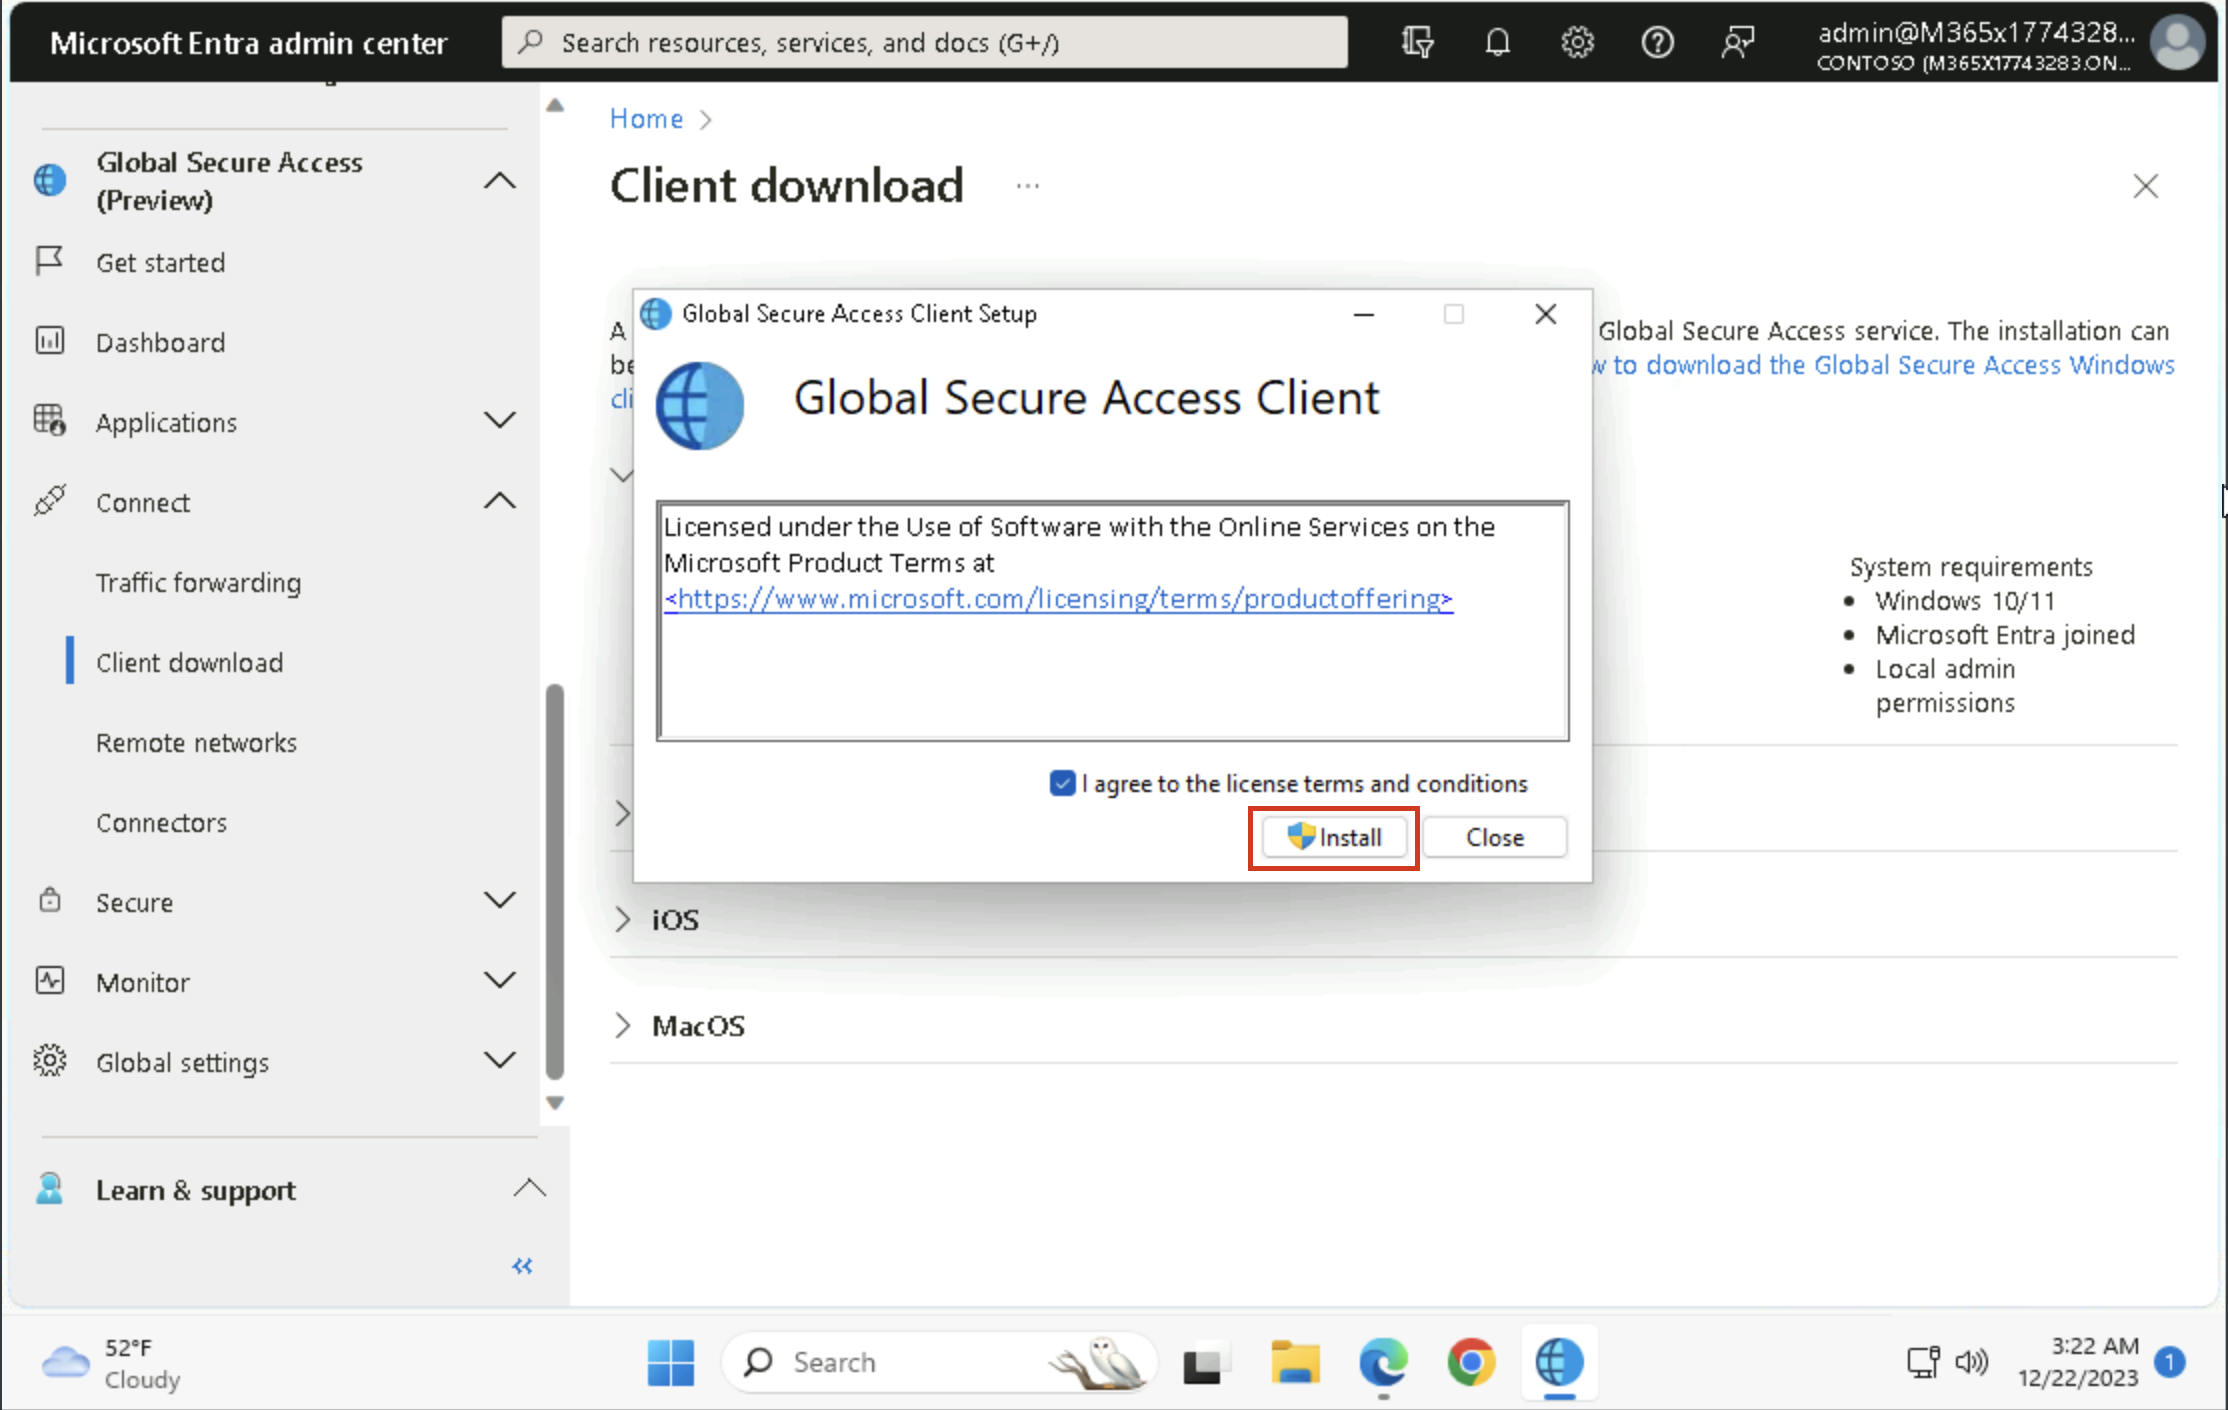 Microsoft Entra admin center
Search resources, services, and docs (G+/)
admin@M365x1774328...
CONTOSO (M365X17743283.ON...
Global Secure Access
(Preview)
Get started
Dashboard
Applications
Connect
Traffic forwarding
Client download
Remote networks
Connectors
Secure
Monitor
Global settings
Learn & support
Home
Client download
...
A
Global Secure Access service. The installation can
be
to download the Global Secure Access Windows
cli
Global Secure Access Client Setup
Global Secure Access Client
Licensed under the Use of Software with the Online Services on the
Microsoft Product Terms at
<https://www.microsoft.com/licensing/terms/productoffering>
I agree to the license terms and conditions
Install
Close
System requirements
• Windows 10/11
• Microsoft Entra joined
• Local admin
permissions
iOS
MacOS
52°F
Cloudy
Search
3:22 AM
12/22/2023
1